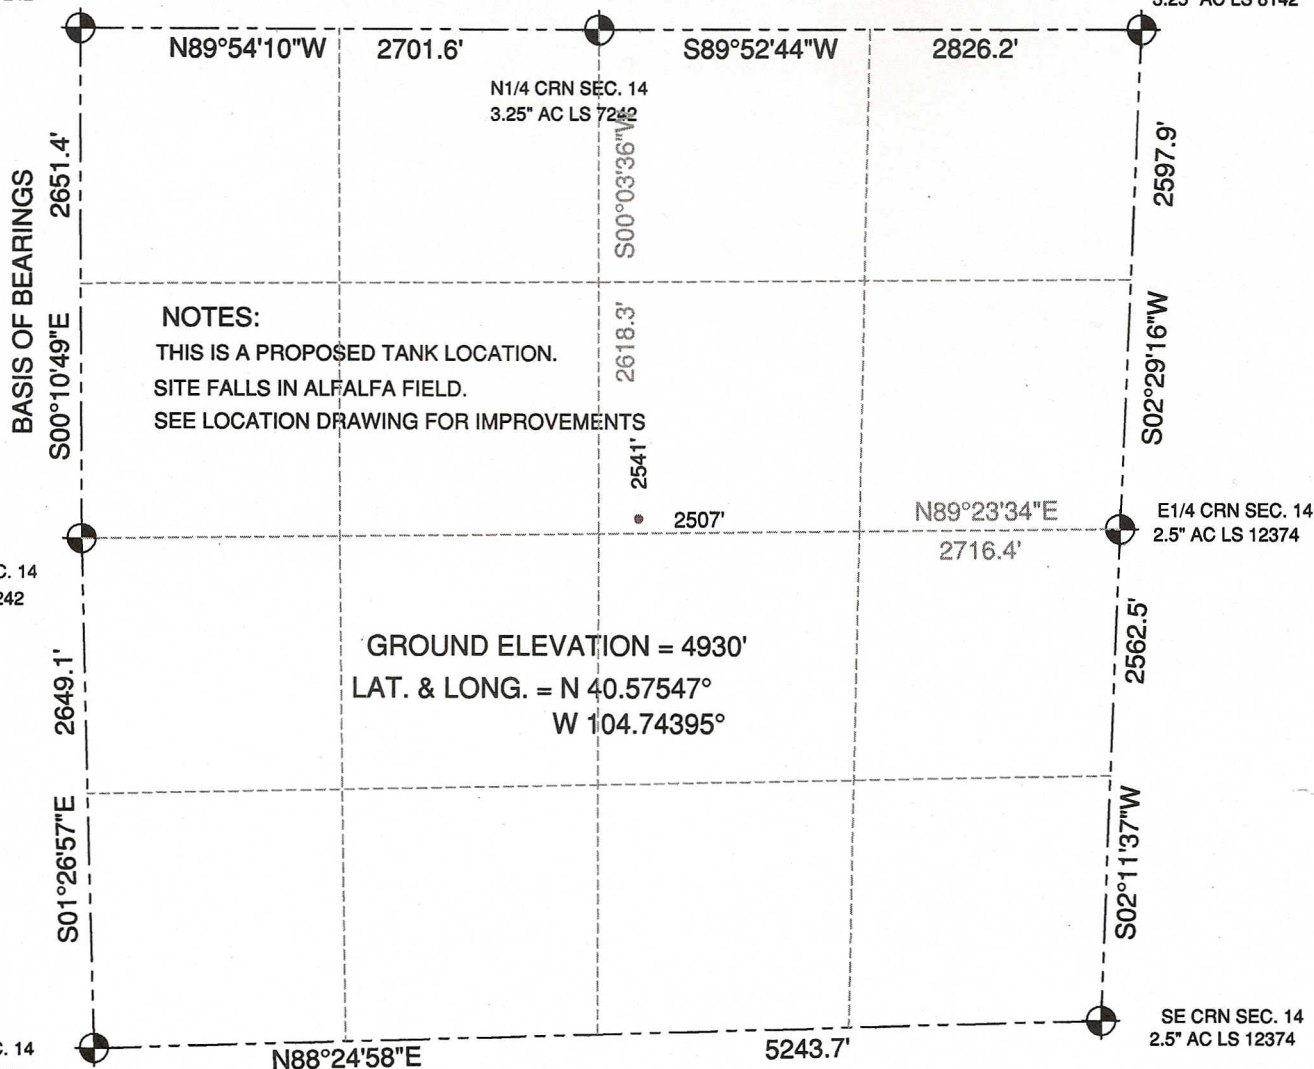 3.25" AC LS 8142
N89°54'10"W 2701.6' S89°52'44"W 2826.2'
N1/4 CRN SEC. 14
3.25" AC LS 7242
BASIS OF BEARINGS
S00°10'49"E 2651.4'
S00°03'36"W 2618.3'
S02°29'16"W 2597.9'
NOTES:
THIS IS A PROPOSED TANK LOCATION.
SITE FALLS IN ALFALFA FIELD.
SEE LOCATION DRAWING FOR IMPROVEMENTS
2541'
2507'
N89°23'34"E
2716.4'
E1/4 CRN SEC. 14
2.5" AC LS 12374
C. 14
242
GROUND ELEVATION = 4930'
LAT. & LONG. = N 40.57547°
W 104.74395°
S01°26'57"E 2649.1'
S02°11'37"W 2562.5'
SE CRN SEC. 14
2.5" AC LS 12374
C. 14
N88°24'58"E 5243.7'